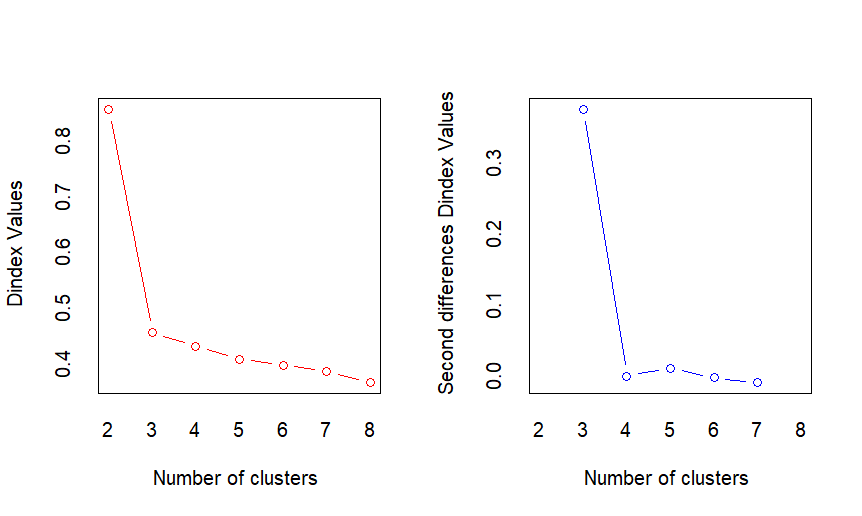 Dindex Values
0.4 0.5 0.6 0.7 0.8
2 3 4 5 6 7 8
Number of clusters
Second differences Dindex Values
0.0 0.1 0.2 0.3
2 3 4 5 6 7 8
Number of clusters